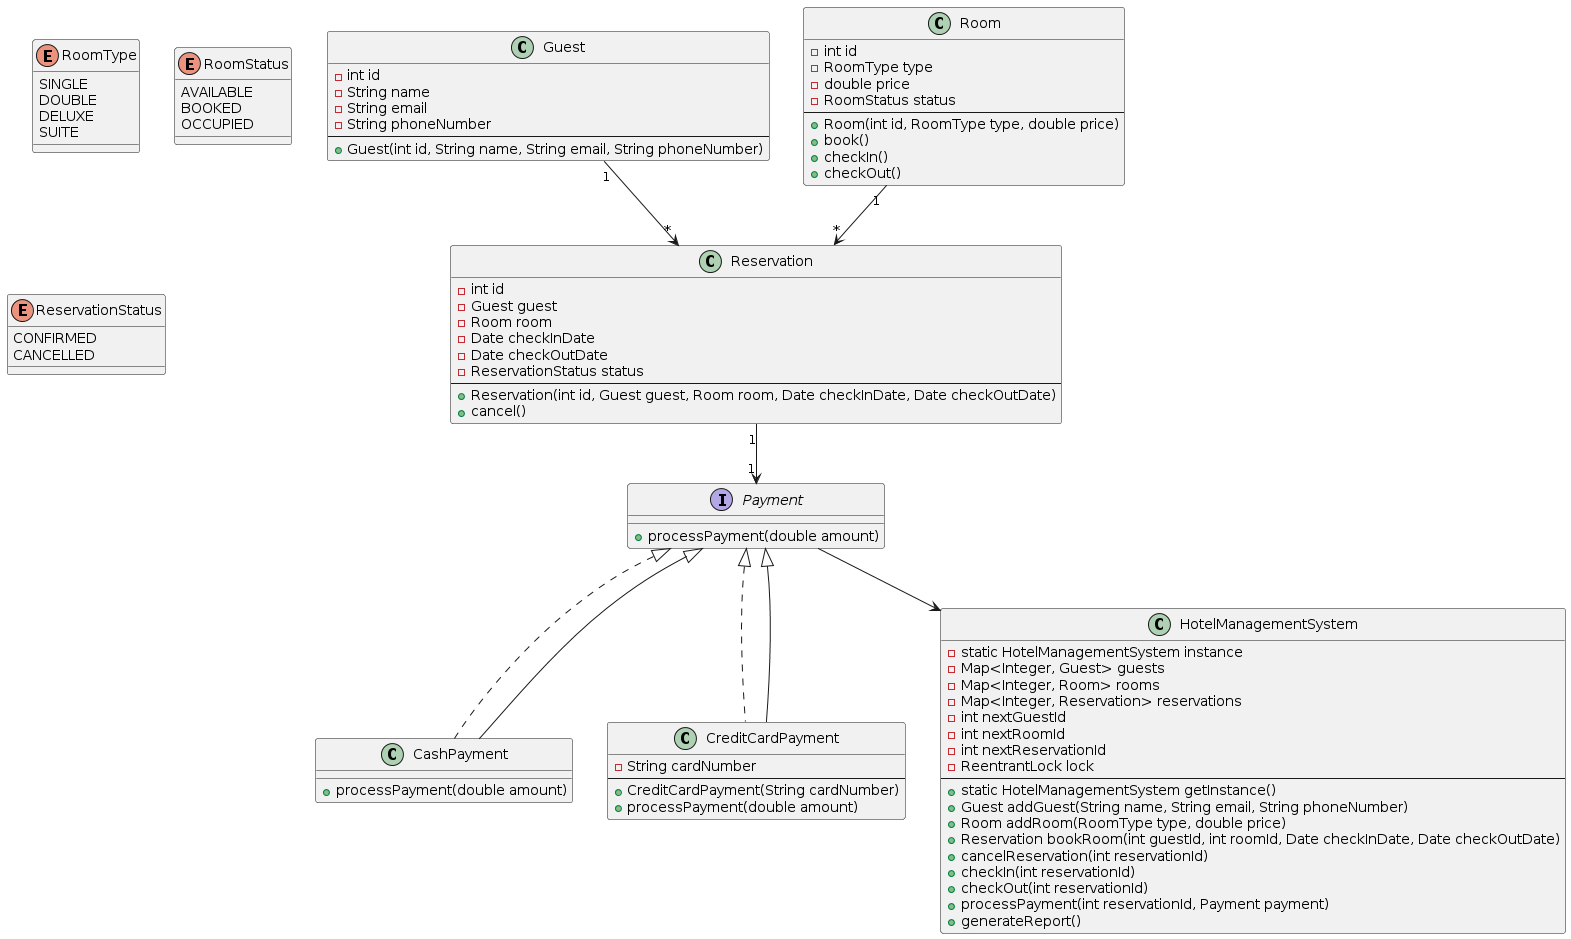 E RoomType
SINGLE
DOUBLE
DELUXE
SUITE
E RoomStatus
AVAILABLE
BOOKED
OCCUPIED
C Guest
int id
String name
String email
String phoneNumber
Guest(int id, String name, String email, String phoneNumber)
C Room
int id
RoomType type
double price
RoomStatus status
Room(int id, RoomType type, double price)
book()
checkIn()
checkOut()
1
*
1
*
E ReservationStatus
CONFIRMED
CANCELLED
C Reservation
int id
Guest guest
Room room
Date checkInDate
Date checkOutDate
ReservationStatus status
Reservation(int id, Guest guest, Room room, Date checkInDate, Date checkOutDate)
cancel()
1
1
I Payment
processPayment(double amount)
C CashPayment
processPayment(double amount)
C CreditCardPayment
String cardNumber
CreditCardPayment(String cardNumber)
processPayment(double amount)
C HotelManagementSystem
static HotelManagementSystem instance
Map<Integer, Guest> guests
Map<Integer, Room> rooms
Map<Integer, Reservation> reservations
int nextGuestId
int nextRoomId
int nextReservationId
ReentrantLock lock
static HotelManagementSystem getInstance()
Guest addGuest(String name, String email, String phoneNumber)
Room addRoom(RoomType type, double price)
Reservation bookRoom(int guestId, int roomId, Date checkInDate, Date checkOutDate)
cancelReservation(int reservationId)
checkIn(int reservationId)
checkOut(int reservationId)
processPayment(int reservationId, Payment payment)
generateReport()